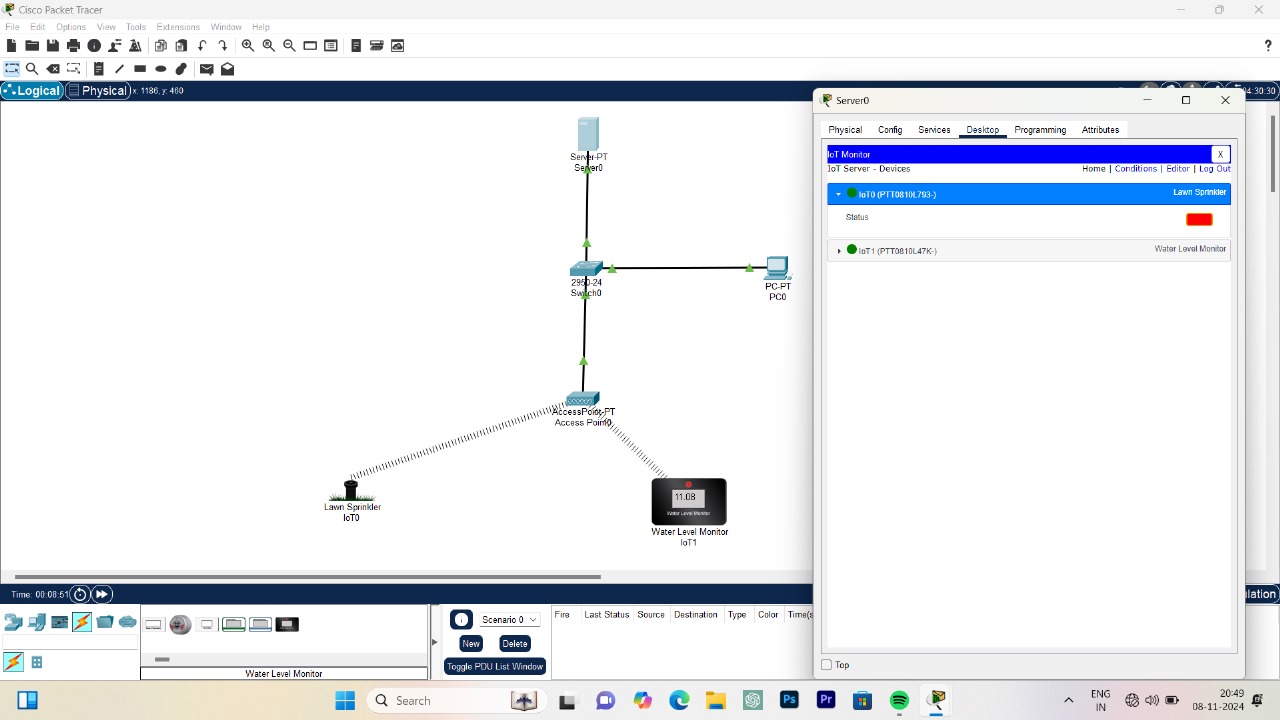 Cisco Packet Tracer
File Edit Options View Tools Extensions Window Help
?
Logical Physical x: 1186, y: 460
04:30:30
Server-PT
Server0
2950-24
Switch0
PC-PT
PC0
AccessPoint-PT
Access Point0
Lawn Sprinkler
IoT0
11.08
Water Level Monitor
Water Level Monitor
IoT1
Server0
Physical Config Services Desktop Programming Attributes
IoT Monitor X
IoT Server - Devices Home | Conditions | Editor | Log Out
IoT0 (PTT0810L793-) Lawn Sprinkler
Status
IoT1 (PTT0810L47K-) Water Level Monitor
Top
Time: 00:08:51
ulation
Water Level Monitor
Scenario 0
New Delete
Toggle PDU List Window
Fire Last Status Source Destination Type Color Time(s
Search
Ps
Pr
ENG
IN
20:49
08-11-2024